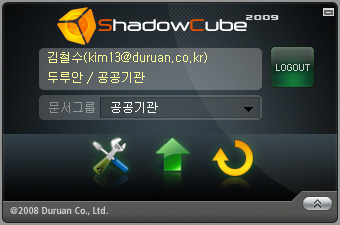 ShadowCube 2009
김철수(kim13@duruan.co.kr)
두루안 / 공공기관
LOGOUT
문서그룹 공공기관
@2008 Duruan Co., Ltd.